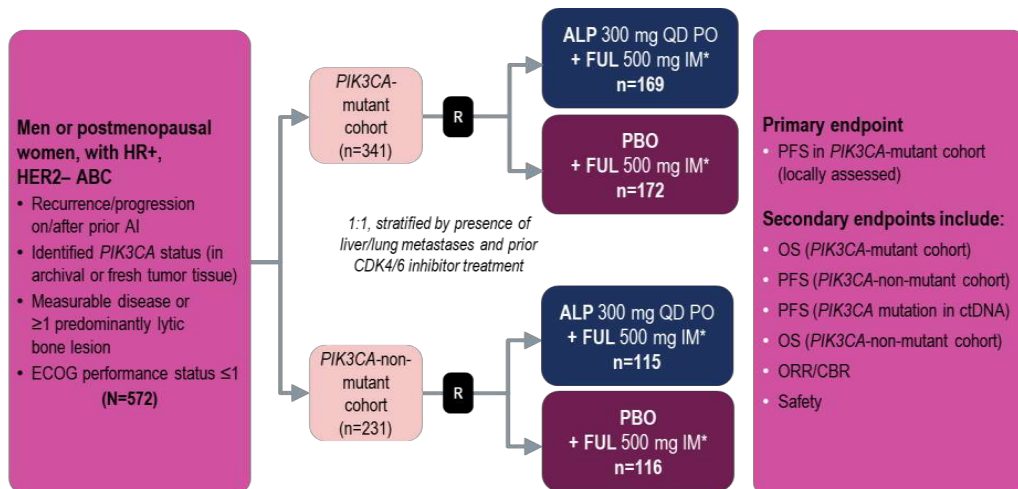 Men or postmenopausal
women, with HR+,
HER2– ABC
• Recurrence/progression
on/after prior AI
• Identified PIK3CA status (in
archival or fresh tumor tissue)
• Measurable disease or
≥1 predominantly lytic
bone lesion
• ECOG performance status ≤1
(N=572)
PIK3CA-
mutant
cohort
(n=341)
R
ALP 300 mg QD PO
+ FUL 500 mg IM*
n=169
PBO
+ FUL 500 mg IM*
n=172
1:1, stratified by presence of
liver/lung metastases and prior
CDK4/6 inhibitor treatment
PIK3CA-non-
mutant
cohort
(n=231)
R
ALP 300 mg QD PO
+ FUL 500 mg IM*
n=115
PBO
+ FUL 500 mg IM*
n=116
Primary endpoint
• PFS in PIK3CA-mutant cohort
(locally assessed)
Secondary endpoints include:
• OS (PIK3CA-mutant cohort)
• PFS (PIK3CA-non-mutant cohort)
• PFS (PIK3CA mutation in ctDNA)
• OS (PIK3CA-non-mutant cohort)
• ORR/CBR
• Safety